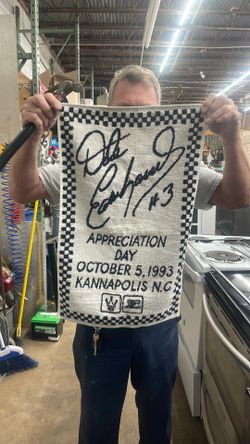 Dale
Earnhardt
#3
APPRECIATION
DAY
OCTOBER 5, 1993
KANNAPOLIS N.C.